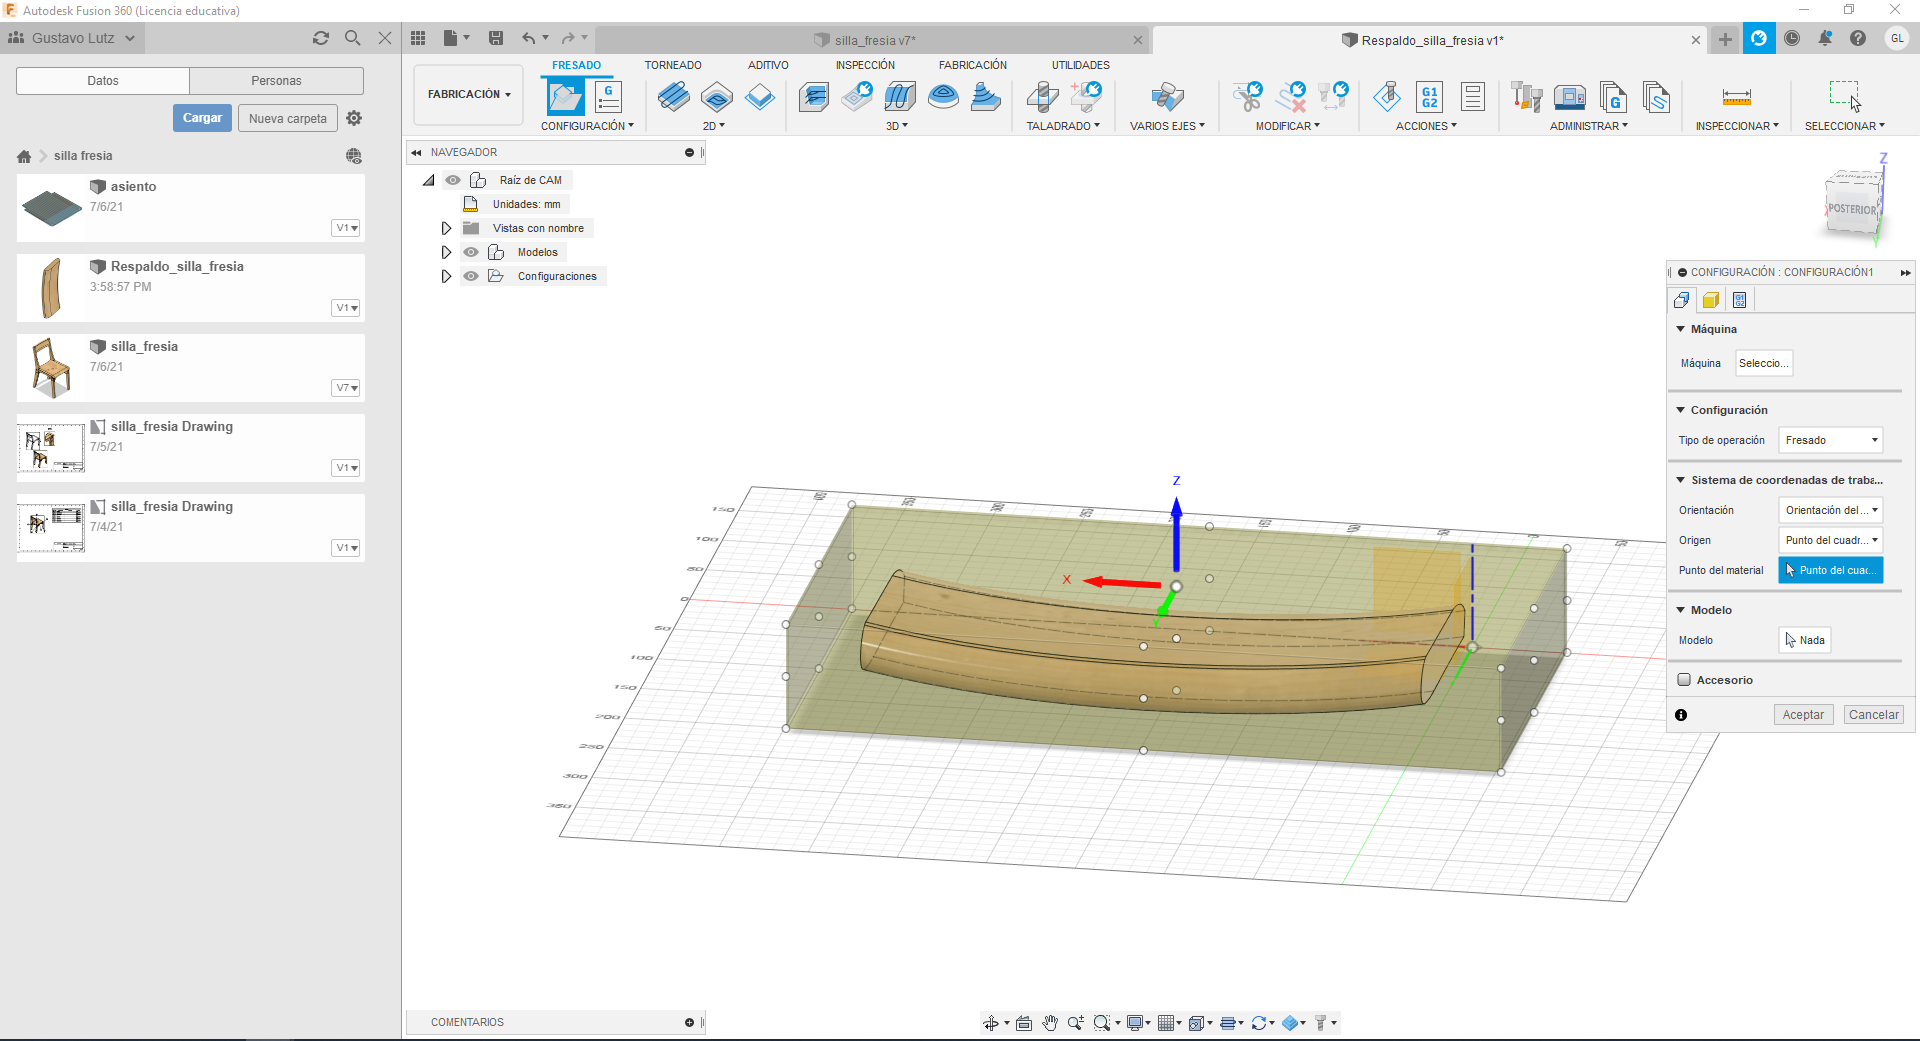 Autodesk Fusion 360 (Licencia educativa)
Gustavo Lutz
silla_fresia v7*
Respaldo_silla_fresia v1*
GL
Datos
Personas
Cargar
Nueva carpeta
silla fresia
asiento
7/6/21
V1
Respaldo_silla_fresia
3:58:57 PM
V1
silla_fresia
7/6/21
V7
silla_fresia Drawing
7/5/21
V1
silla_fresia Drawing
7/4/21
V1
FRESADO
TORNEADO
ADITIVO
INSPECCIÓN
FABRICACIÓN
UTILIDADES
FABRICACIÓN
CONFIGURACIÓN
2D
3D
TALADRADO
VARIOS EJES
MODIFICAR
ACCIONES
ADMINISTRAR
INSPECCIONAR
SELECCIONAR
G
G1
G2
G
NAVEGADOR
Raíz de CAM
Unidades: mm
Vistas con nombre
Modelos
Configuraciones
Z
POSTERIOR
X
Y
Z
X
Y
150
100
50
0
50
100
150
200
250
300
350
CONFIGURACIÓN : CONFIGURACIÓN1
Máquina
Máquina
Seleccio...
Configuración
Tipo de operación
Fresado
Sistema de coordenadas de traba...
Orientación
Orientación del ...
Origen
Punto del cuadr...
Punto del material
Punto del cuac...
Modelo
Modelo
Nada
Accesorio
Aceptar
Cancelar
COMENTARIOS